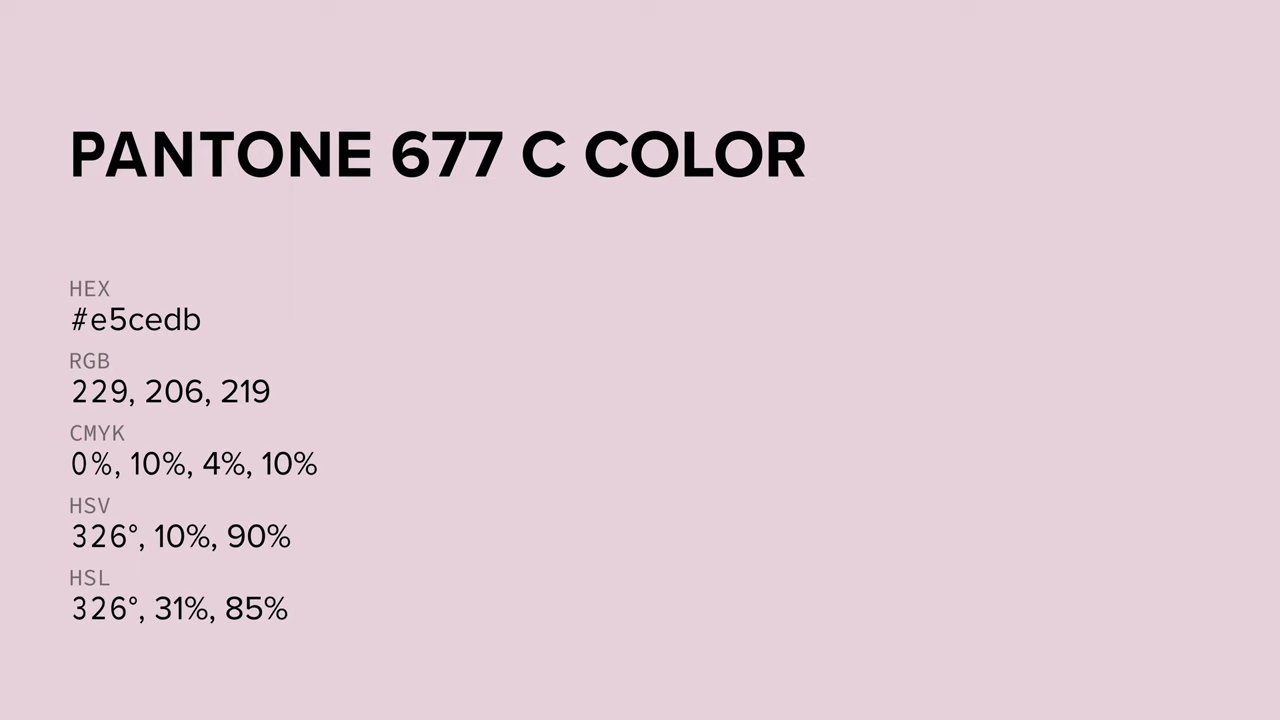 PANTONE 677 C COLOR
HEX
#e5cedb
RGB
229, 206, 219
CMYK
0%, 10%, 4%, 10%
HSV
326°, 10%, 90%
HSL
326°, 31%, 85%